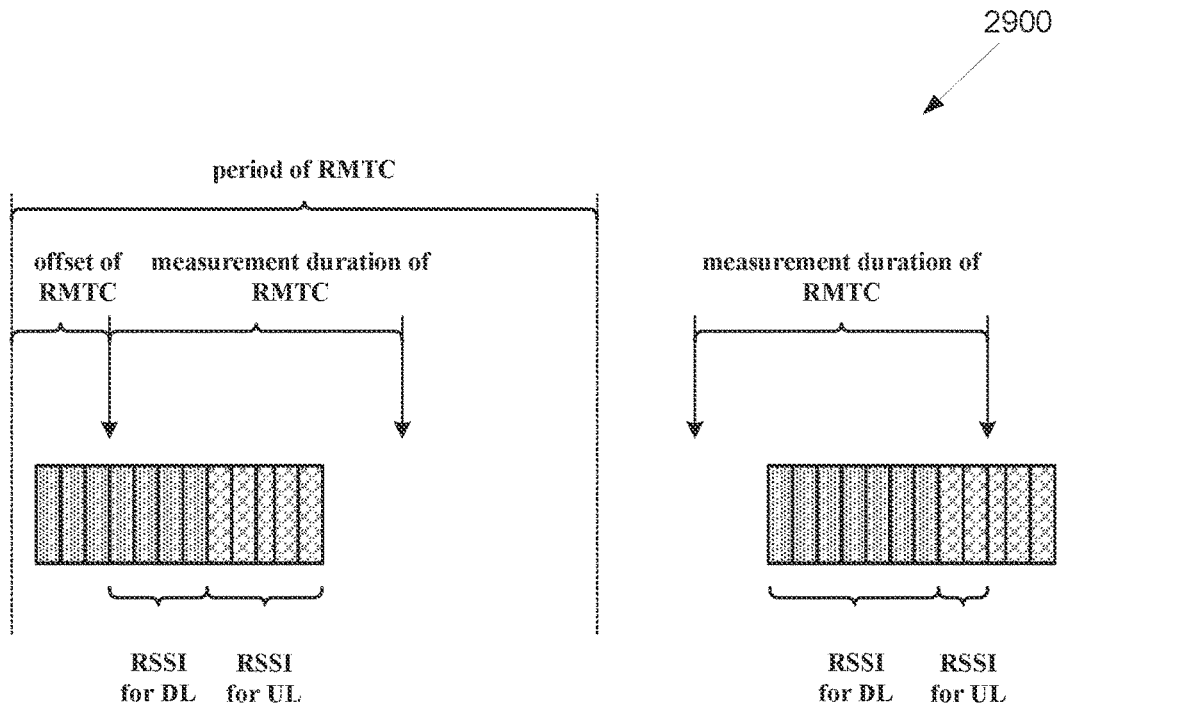 2900
period of RMTC
offset of
RMTC
measurement duration of
RMTC
measurement duration of
RMTC
RSSI
for DL
RSSI
for UL
RSSI
for DL
RSSI
for UL